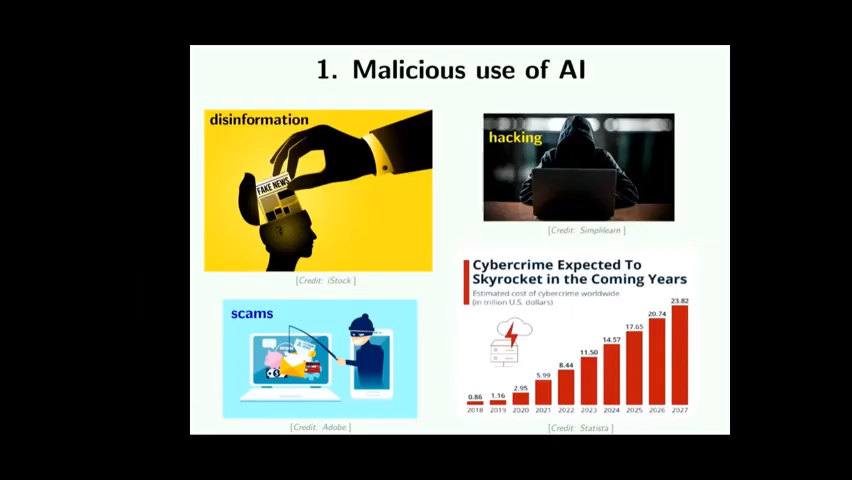 1. Malicious use of AI
disinformation
FAKE NEWS
[Credit: iStock ]
hacking
[Credit: Simplilearn ]
scams
[Credit: Adobe ]
Cybercrime Expected To
Skyrocket in the Coming Years
Estimated cost of cybercrime worldwide
(in trillion U.S. dollars)
0.86 1.16 2.95 5.99 8.44 11.50 14.57 17.65 20.74 23.82
2018 2019 2020 2021 2022 2023 2024 2025 2026 2027
[Credit: Statista ]